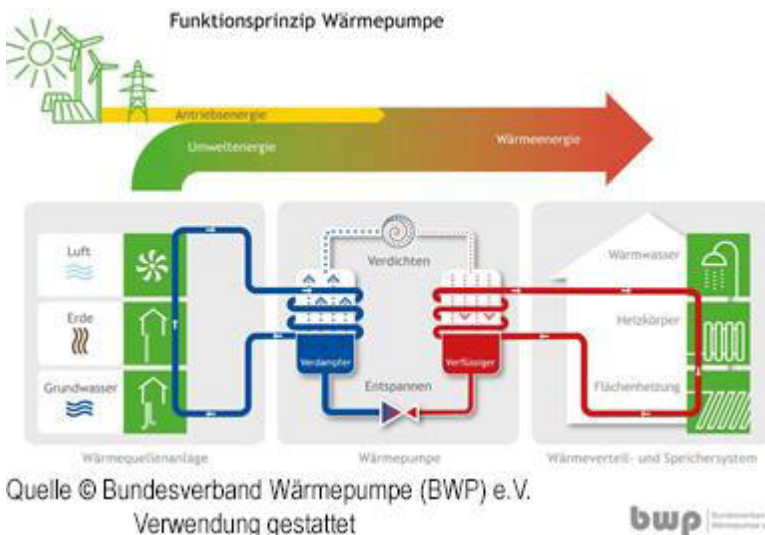 Funktionsprinzip Wärmepumpe
Antriebsenergie
Umweltenergie
Wärmeenergie
Luft
Erde
Grundwasser
Verdichten
Verdampfer
Verflüssiger
Entspannen
Warmwasser
Heizkörper
Flächenheizung
Wärmequellenanlage
Wärmepumpe
Wärmeverteil- und Speichersystem
Quelle © Bundesverband Wärmepumpe (BWP) e.V.
Verwendung gestattet
bwp